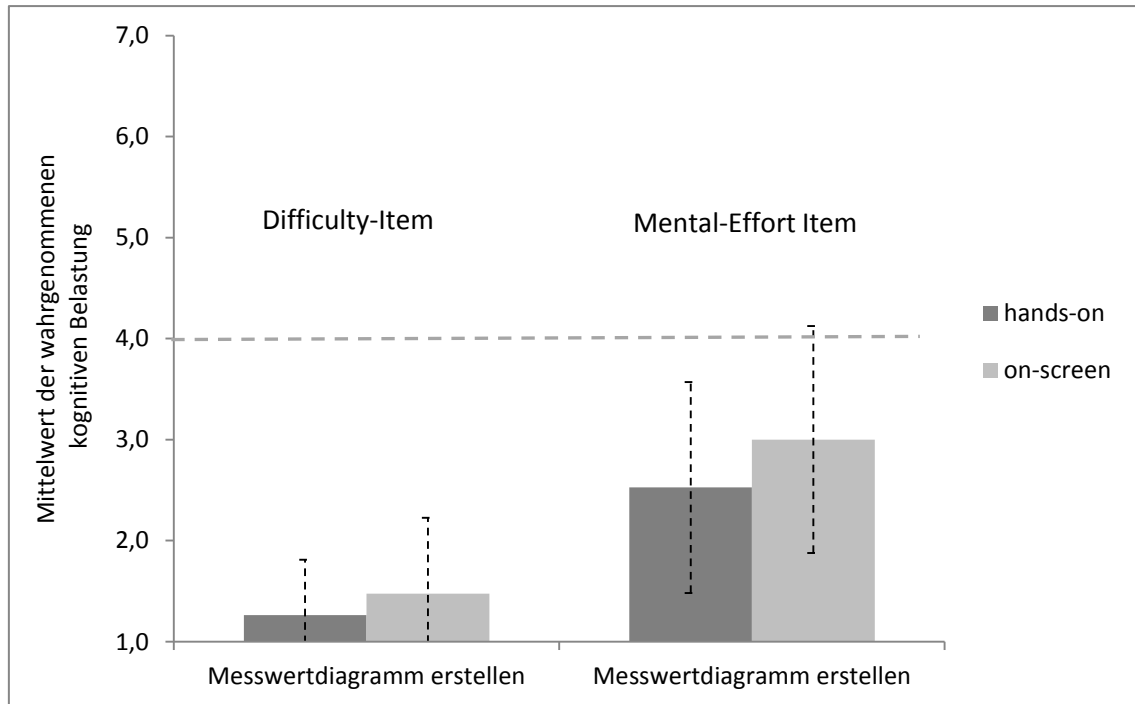 7,0
6,0
5,0
4,0
3,0
2,0
1,0
Mittelwert der wahrgenommenen
kognitiven Belastung
Difficulty-Item
Mental-Effort Item
hands-on
on-screen
Messwertdiagramm erstellen
Messwertdiagramm erstellen